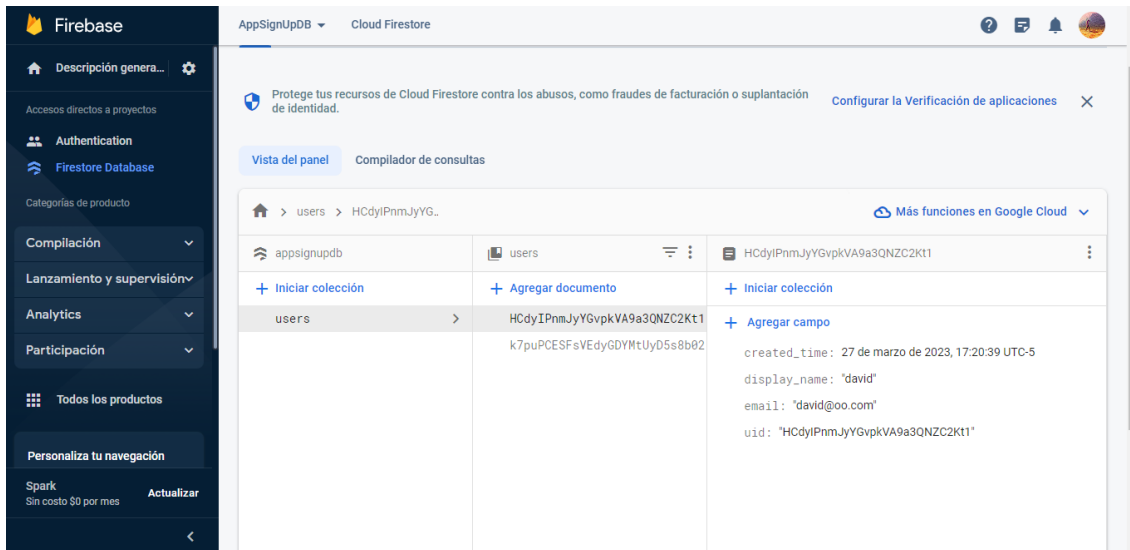 Firebase
AppSignUpDB
Cloud Firestore
Descripción genera...
Accesos directos a proyectos
Authentication
Firestore Database
Categorías de producto
Compilación
Lanzamiento y supervisión
Analytics
Participación
Todos los productos
Personaliza tu navegación
Spark
Sin costo $0 por mes
Actualizar
Protege tus recursos de Cloud Firestore contra los abusos, como fraudes de facturación o suplantación
de identidad.
Configurar la Verificación de aplicaciones
Vista del panel
Compilador de consultas
users > HCdyIPnmJyYG..
Más funciones en Google Cloud
appsignupdb
+ Iniciar colección
users
users
+ Agregar documento
HCdyIPnmJyYGvpkVA9a3QNZC2Kt1
k7puPCESFsVEdyGDYMtUyD5s8b02
HCdyIPnmJyYGvpkVA9a3QNZC2Kt1
+ Iniciar colección
+ Agregar campo
created_time: 27 de marzo de 2023, 17:20:39 UTC-5
display_name: "david"
email: "david@oo.com"
uid: "HCdyIPnmJyYGvpkVA9a3QNZC2Kt1"